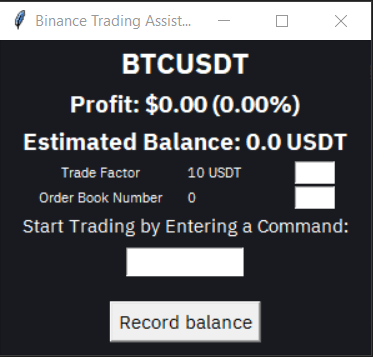 Binance Trading Assist...
BTCUSDT
Profit: $0.00 (0.00%)
Estimated Balance: 0.0 USDT
Trade Factor 10 USDT
Order Book Number 0
Start Trading by Entering a Command:
Record balance